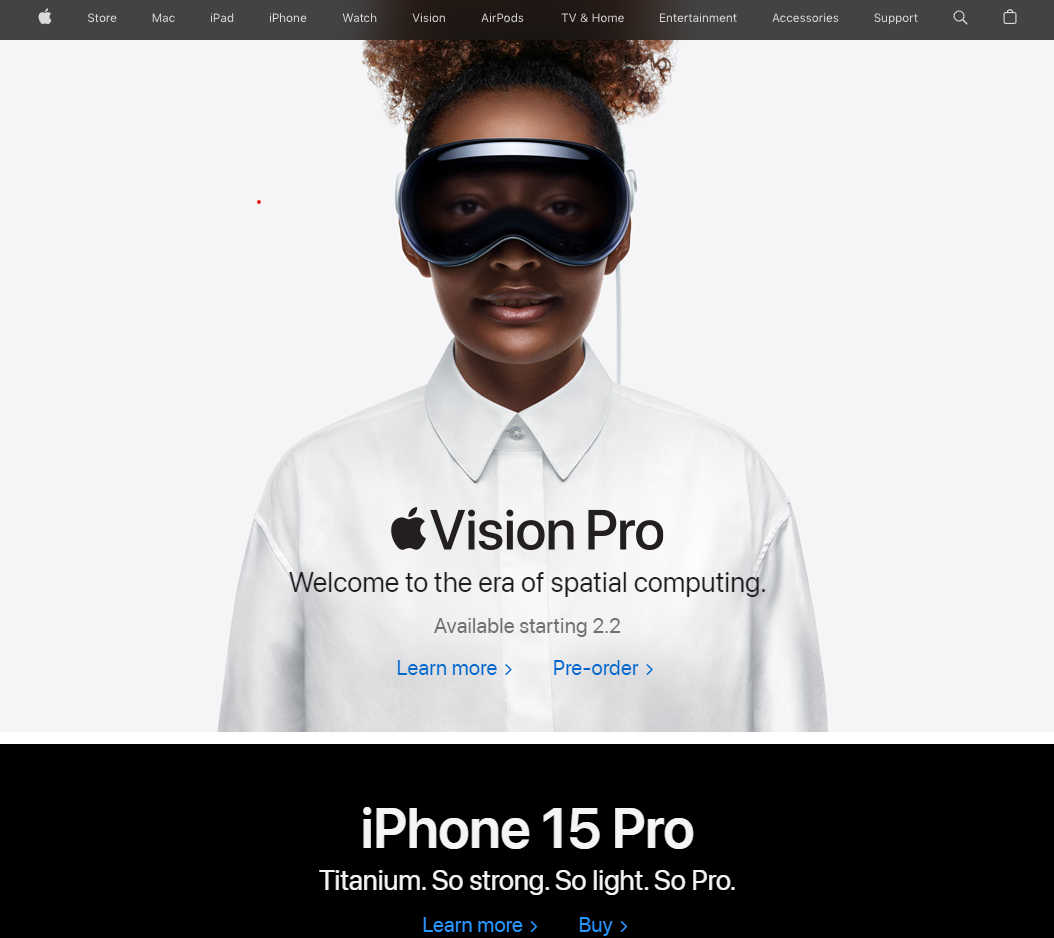 Store Mac iPad iPhone Watch Vision AirPods TV & Home Entertainment Accessories Support
Vision Pro
Welcome to the era of spatial computing.
Available starting 2.2
Learn more > Pre-order >
iPhone 15 Pro
Titanium. So strong. So light. So Pro.
Learn more > Buy >